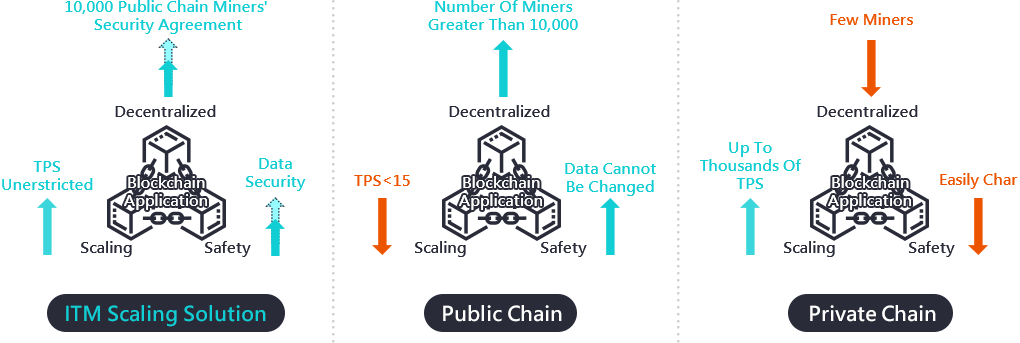 10,000 Public Chain Miners'
Security Agreement
Decentralized
TPS
Unerstricted
Data
Security
Blockchain
Application
Scaling
Safety
ITM Scaling Solution
Number Of Miners
Greater Than 10,000
Decentralized
TPS<15
Data Cannot
Be Changed
Blockchain
Application
Scaling
Safety
Public Chain
Few Miners
Decentralized
Up To
Thousands Of
TPS
Easily Char
Blockchain
Application
Scaling
Safety
Private Chain